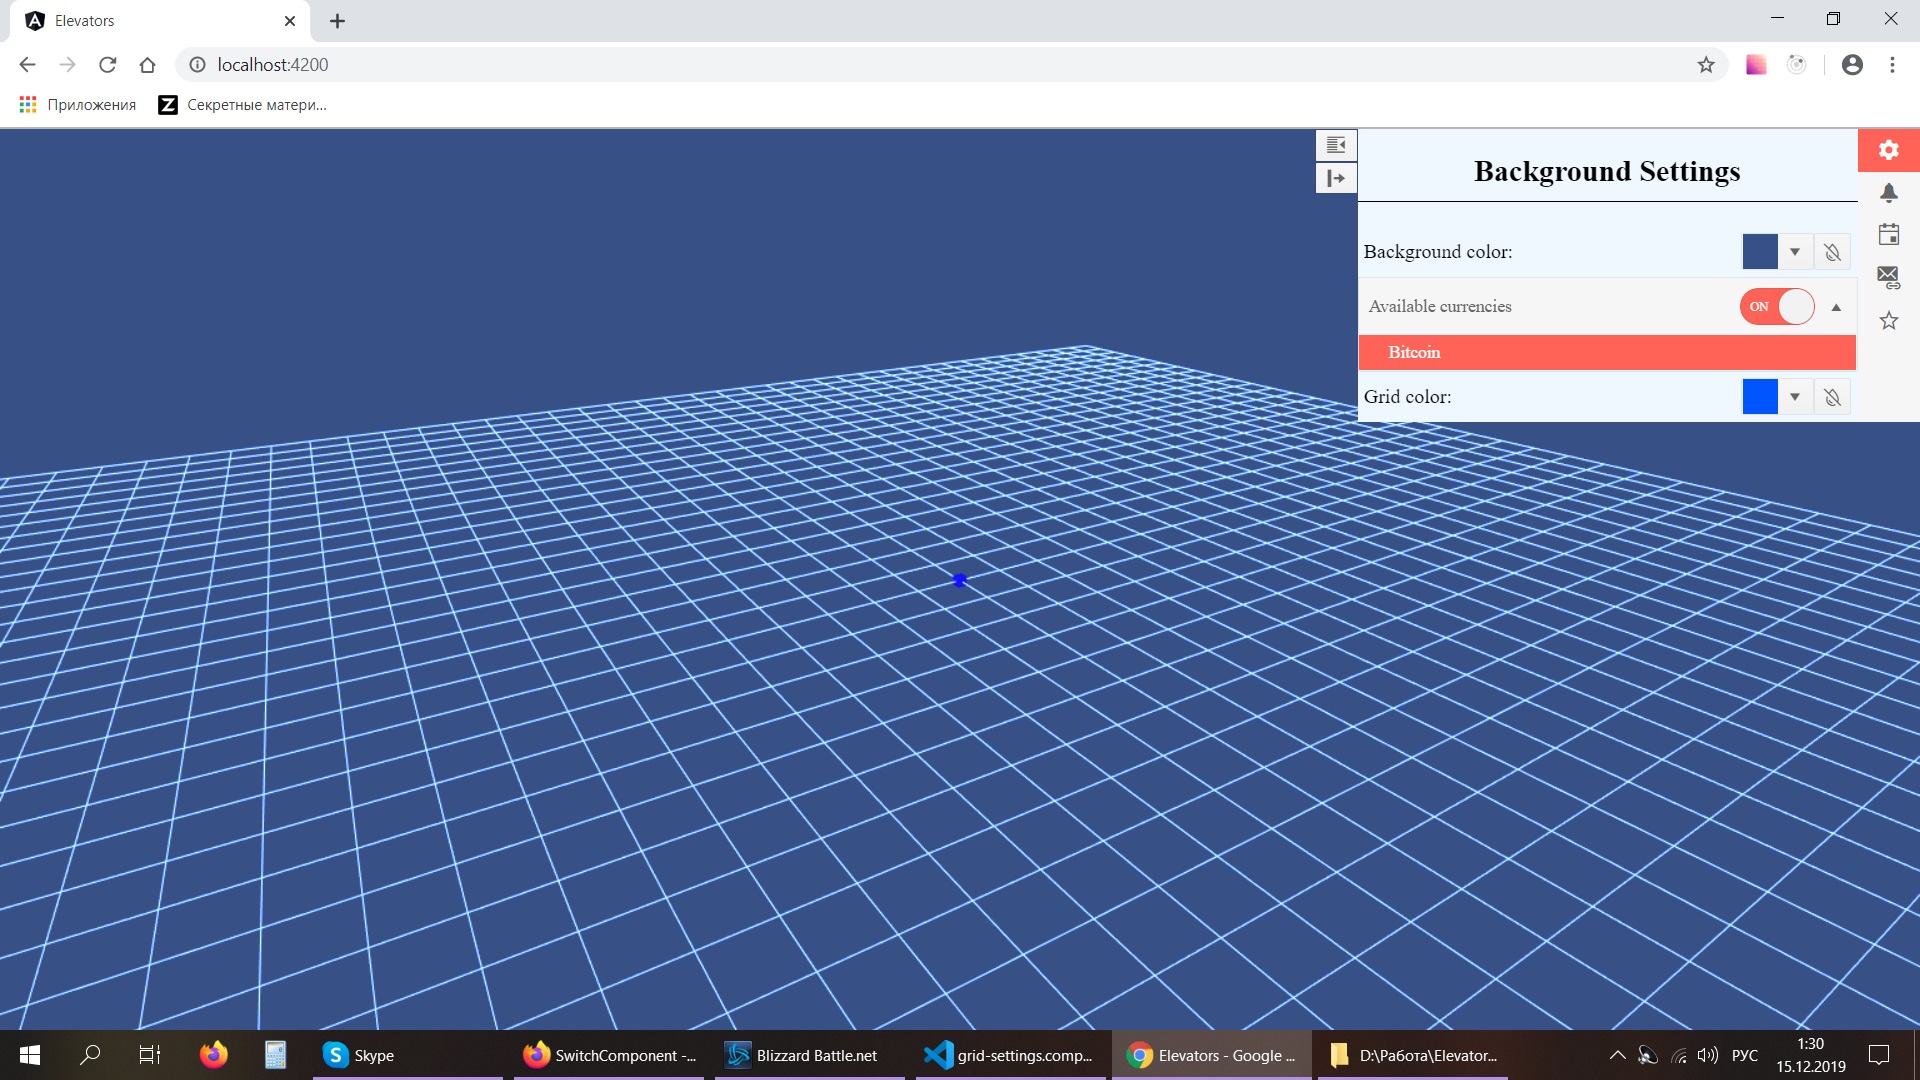 Elevators
localhost:4200
Приложения
Секретные матери...
Background Settings
Background color:
Available currencies
ON
Bitcoin
Grid color:
Skype
SwitchComponent -...
Blizzard Battle.net
grid-settings.comp...
Elevators - Google ...
D:\Работа\Elevator...
РУС
1:30
15.12.2019